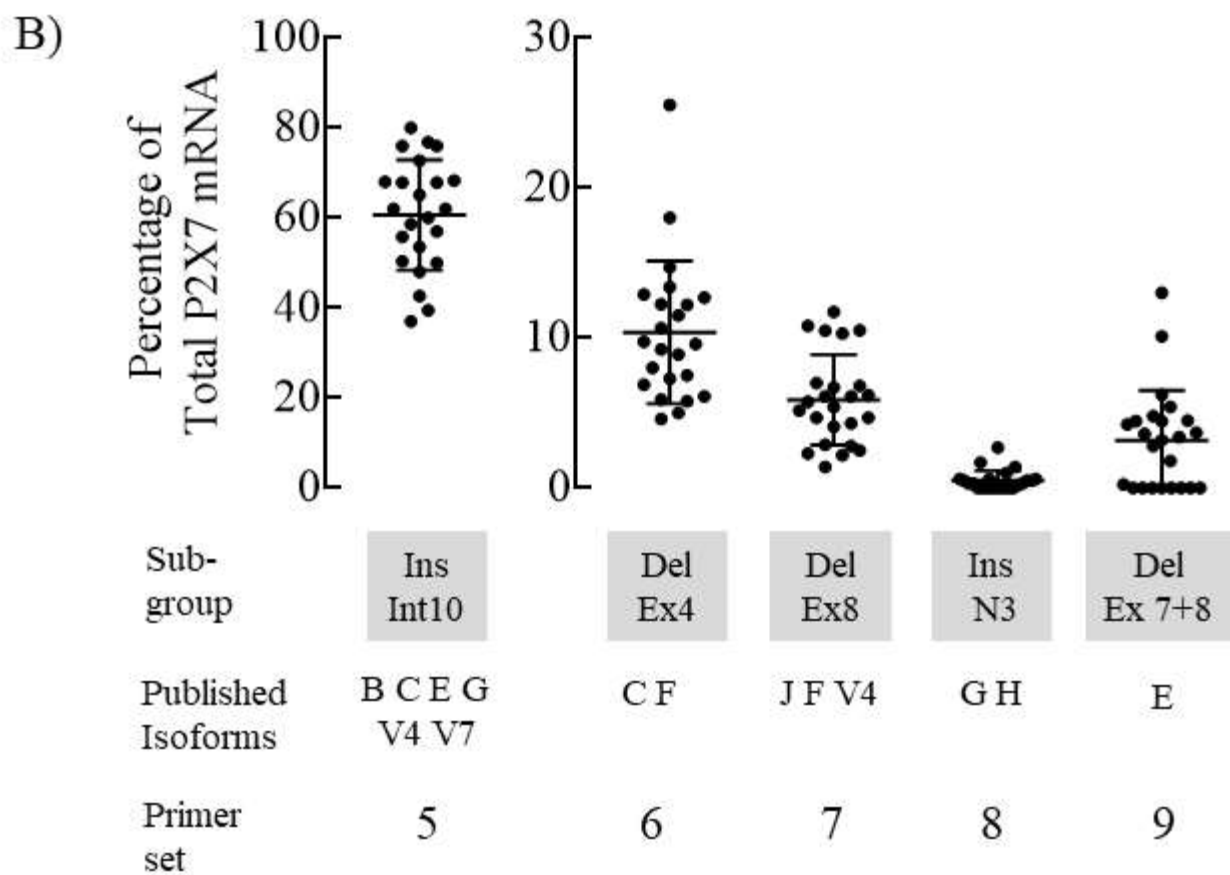 B)
Percentage of
Total P2X7 mRNA
100
80
60
40
20
0
30
20
10
0
Sub-
group
Ins
Int10
Del
Ex4
Del
Ex8
Ins
N3
Del
Ex 7+8
Published
Isoforms
B C E G
V4 V7
C F
J F V4
G H
E
Primer
set
5
6
7
8
9